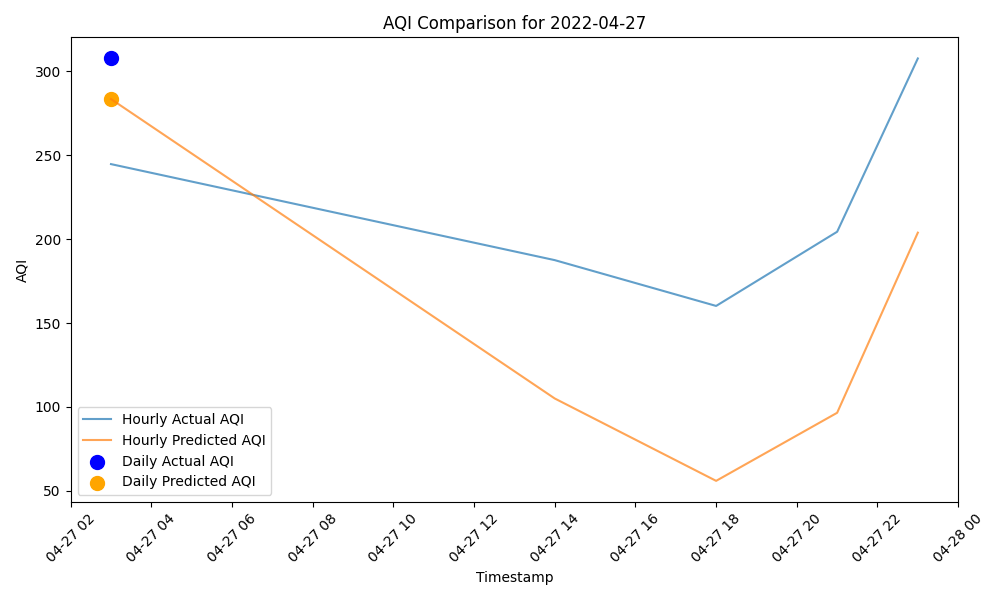 AQI Comparison for 2022-04-27
AQI
300
250
200
150
100
50
Hourly Actual AQI
Hourly Predicted AQI
Daily Actual AQI
Daily Predicted AQI
04-27 02
04-27 04
04-27 06
04-27 08
04-27 10
04-27 12
04-27 14
04-27 16
04-27 18
04-27 20
04-27 22
04-28 00
Timestamp